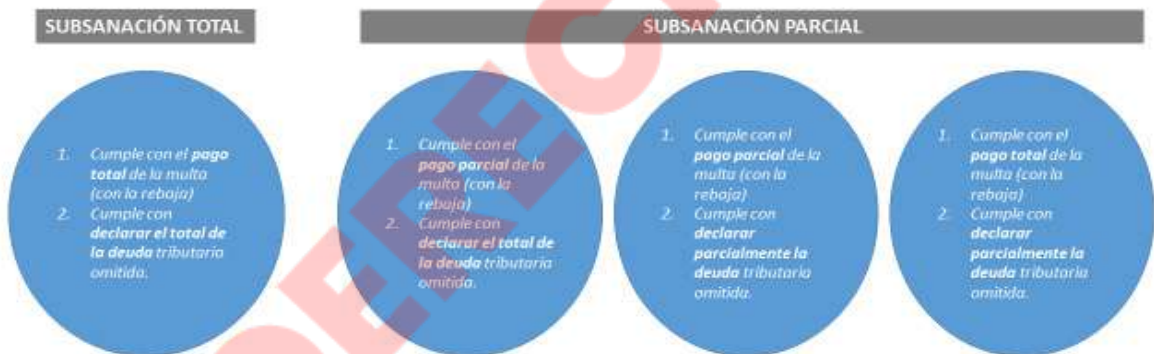 SUBSANACIÓN TOTAL
SUBSANACIÓN PARCIAL
1. Cumple con el pago
total de la multa
(con la rebaja)
2. Cumple con
declarar el total de
la deuda tributaria
omitida.
1. Cumple con el
pago parcial de la
multa (con la
rebaja)
2. Cumple con
declarar el total de
la deuda tributaria
omitida.
1. Cumple con el
pago parcial de la
multa (con la
rebaja)
2. Cumple con
declarar
parcialmente la
deuda tributaria
omitida.
1. Cumple con el
pago total de la
multa (con la
rebaja)
2. Cumple con
declarar
parcialmente la
deuda tributaria
omitida.
DEREC